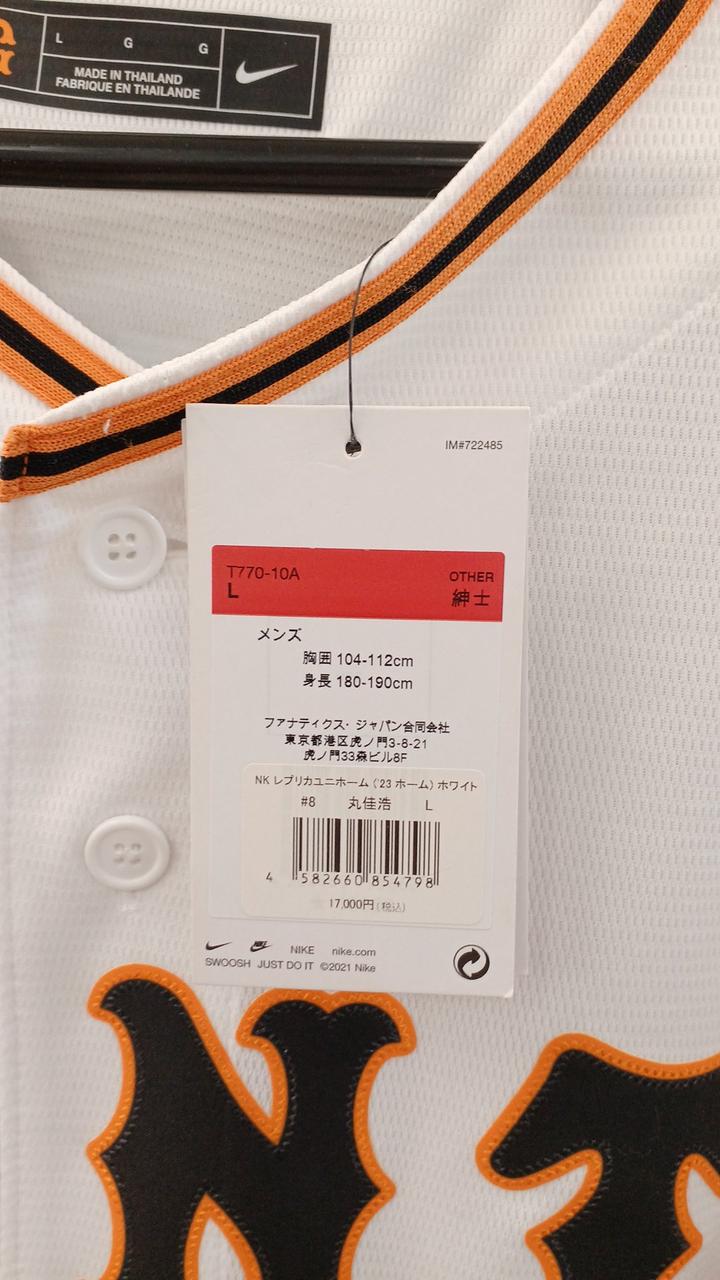 L G G
MADE IN THAILAND
FABRIQUE EN THAILANDE
IM#722485
T770-10A OTHER
L 紳士
メンズ
胸囲 104-112cm
身長 180-190cm
ファナティクス・ジャパン合同会社
東京都港区虎ノ門3-8-21
虎ノ門33森ビル8F
NK レプリカユニホーム ('23 ホーム) ホワイト
#8 丸佳浩 L
4 582660 854798
17,000円(税込)
NIKE nike.com
SWOOSH JUST DO IT ©2021 Nike
N T